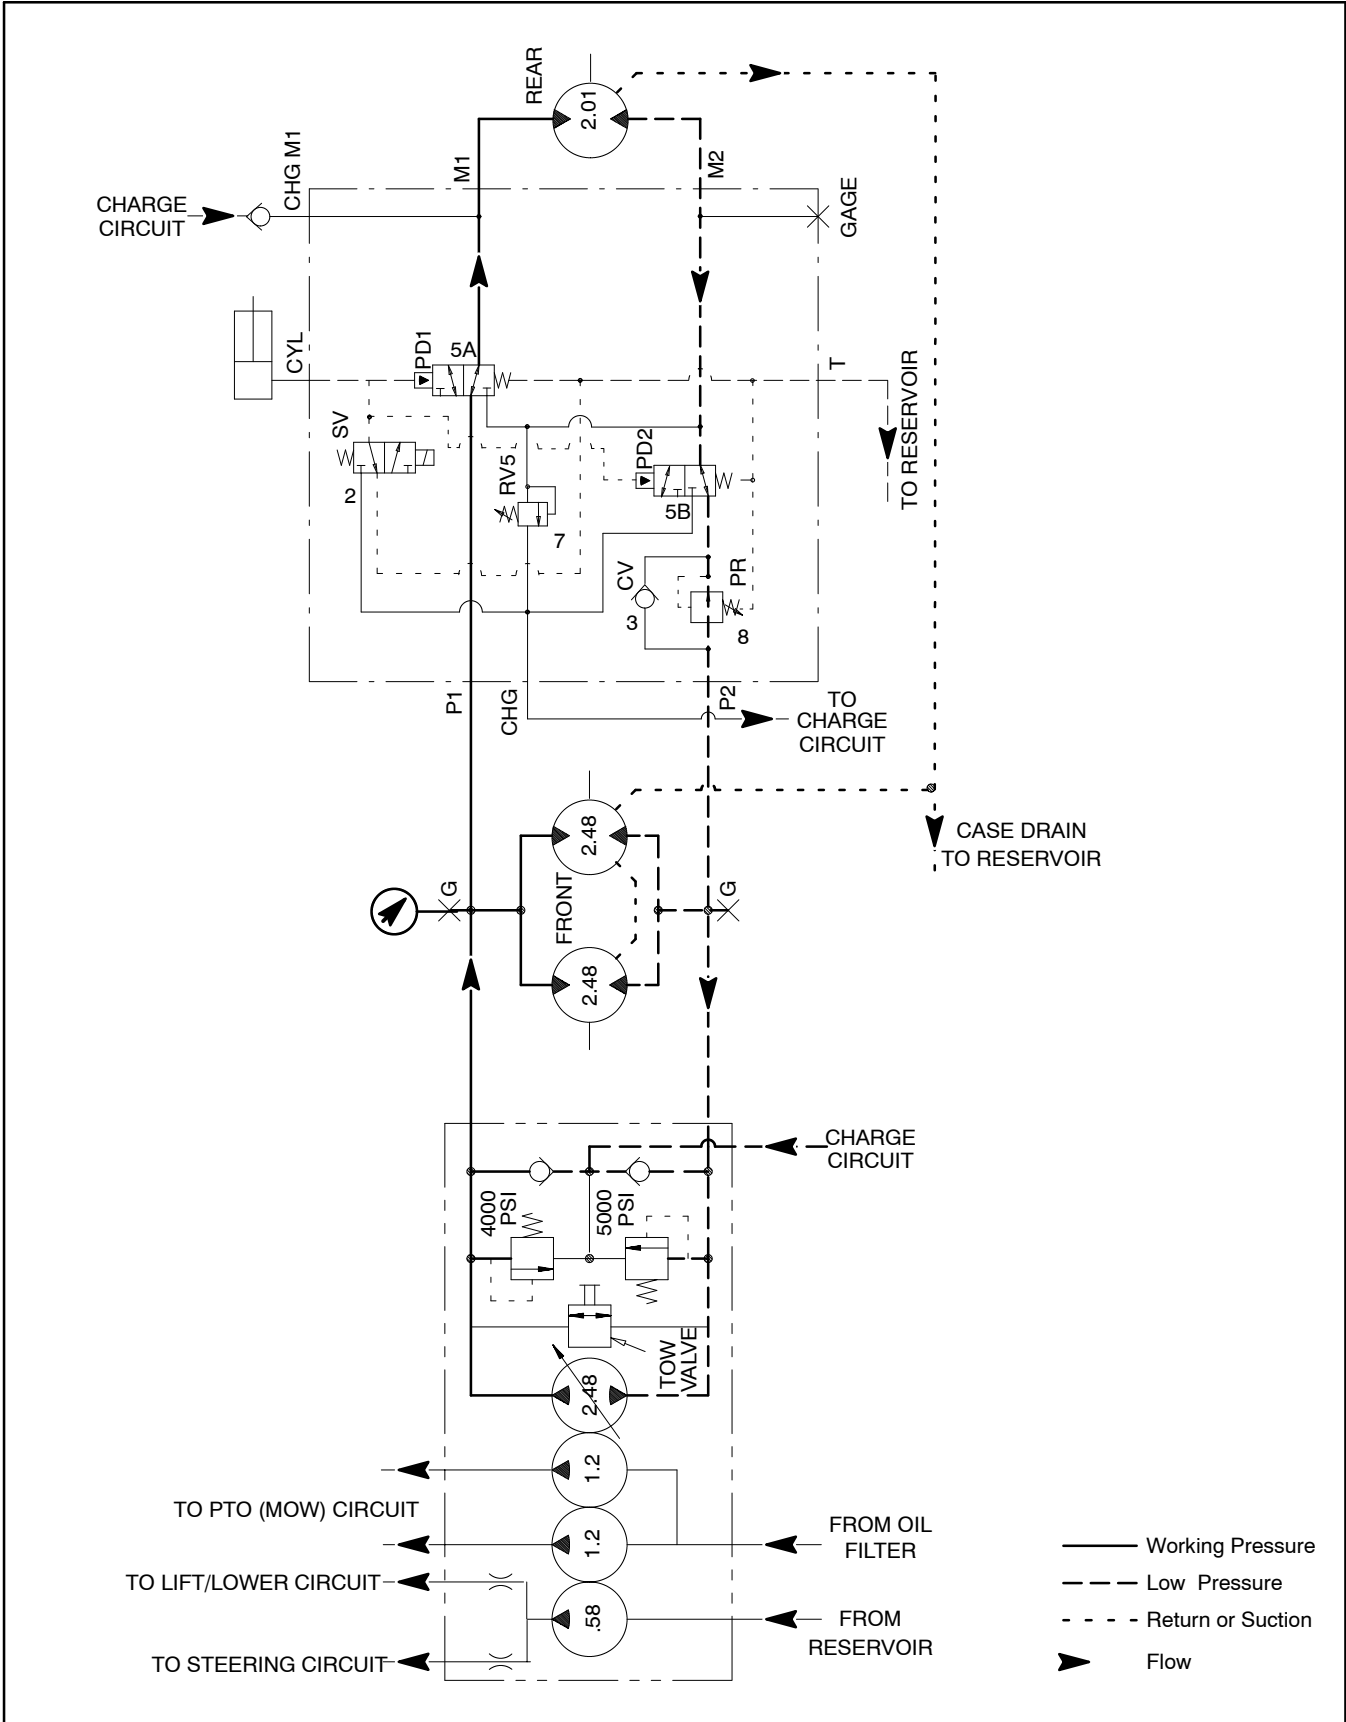 REAR
2.01
CHG M1
M1
M2
GAGE
CHARGE
CIRCUIT
CYL
PD1
5A
T
TO RESERVOIR
SV
2
RV5
7
PD2
5B
CV
3
PR
8
P1
CHG
P2
TO
CHARGE
CIRCUIT
2.48
CASE DRAIN
TO RESERVOIR
G
FRONT
G
2.48
CHARGE
CIRCUIT
4000
PSI
5000
PSI
TOW
VALVE
2.48
1.2
TO PTO (MOW) CIRCUIT
1.2
FROM OIL
FILTER
TO LIFT/LOWER CIRCUIT
.58
FROM
RESERVOIR
TO STEERING CIRCUIT
Working Pressure
Low Pressure
Return or Suction
Flow